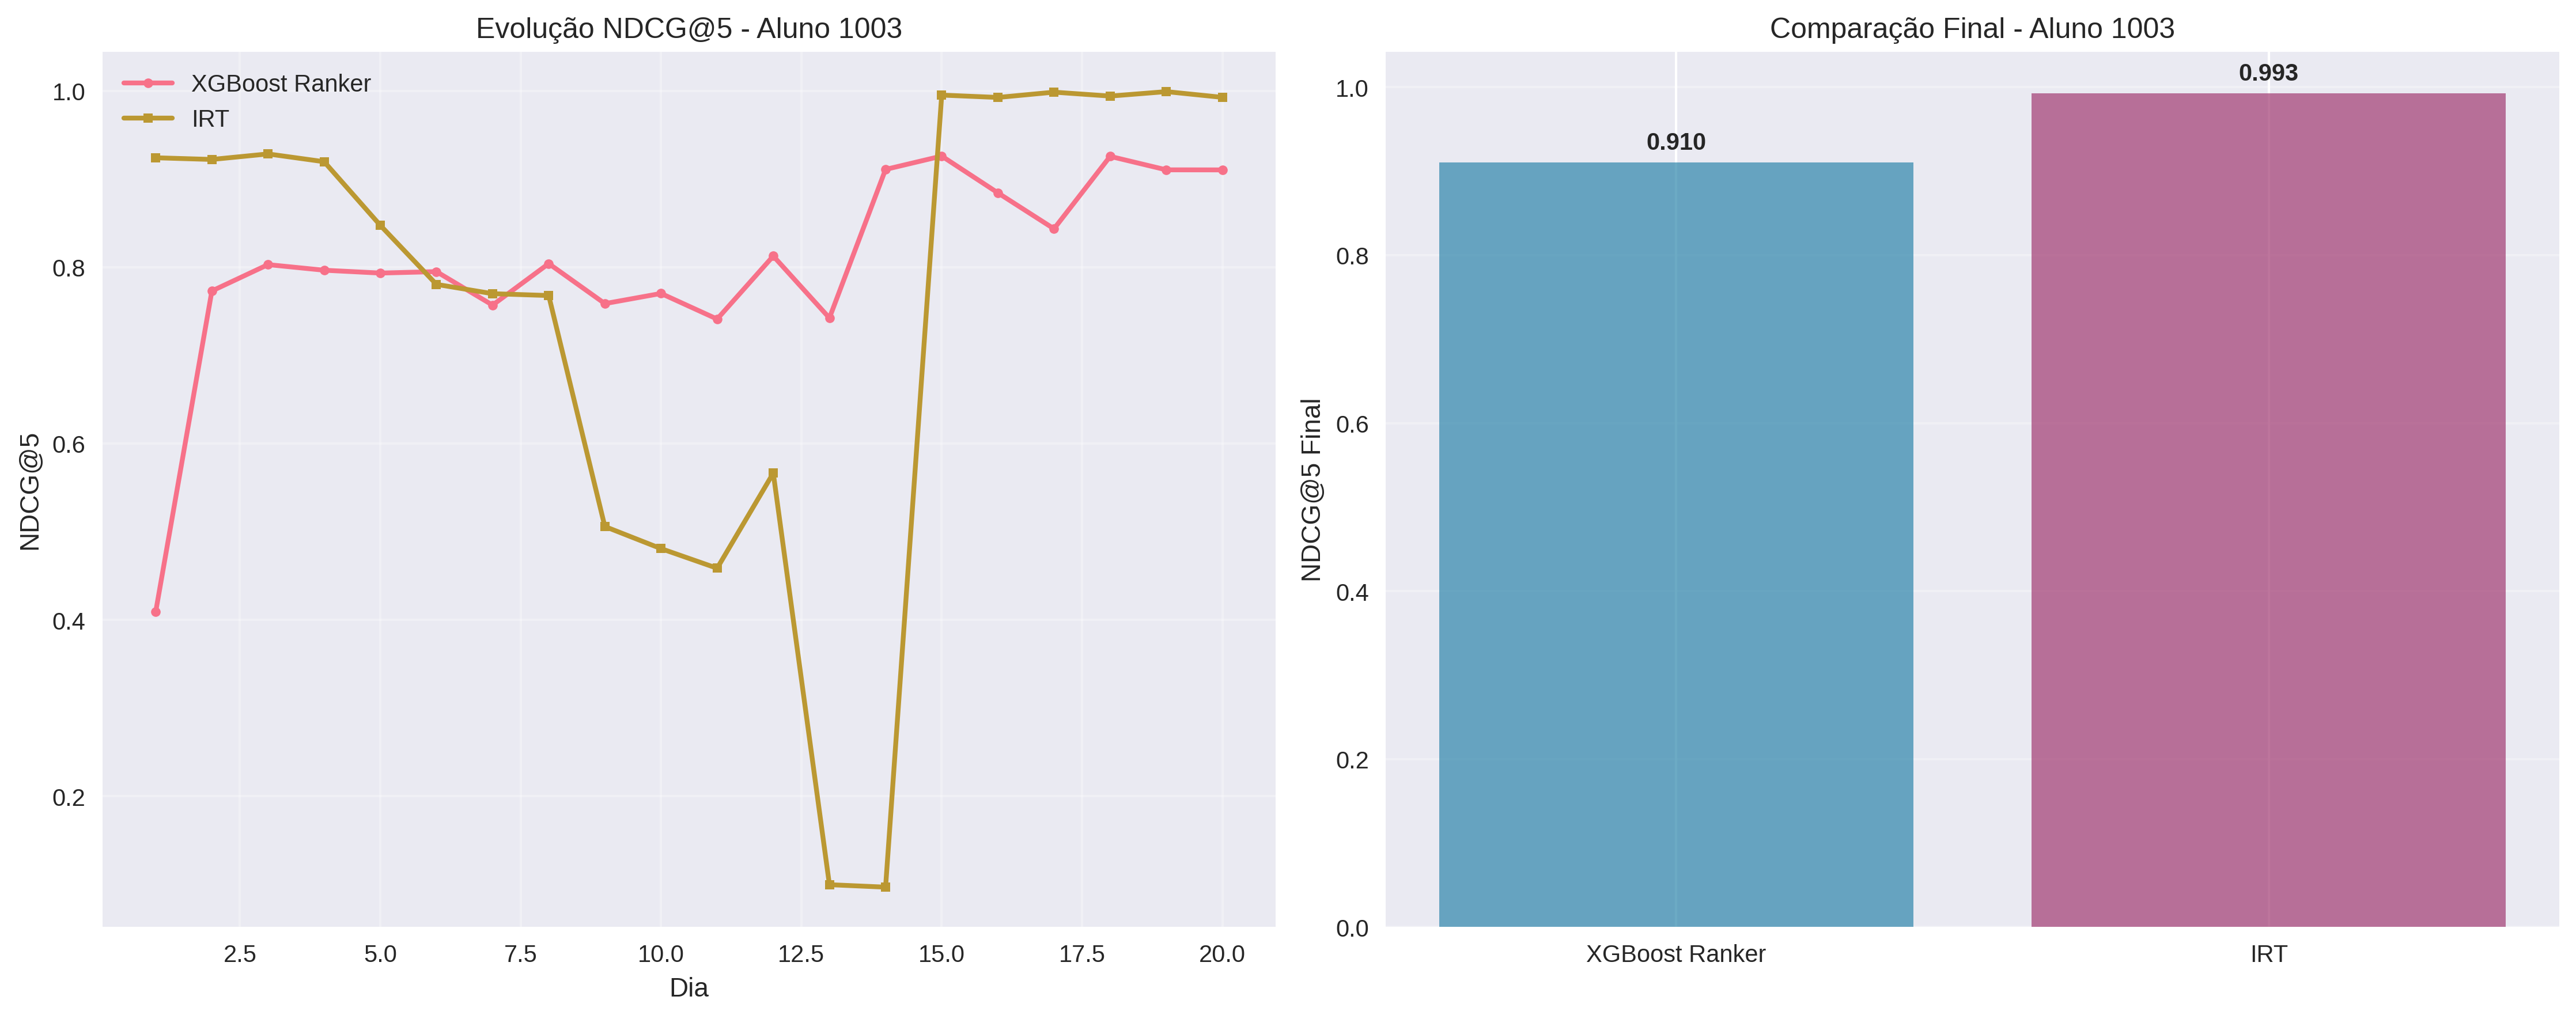 Evolução NDCG@5 - Aluno 1003
XGBoost Ranker
IRT
1.0
0.8
0.6
0.4
0.2
NDCG@5
2.5 5.0 7.5 10.0 12.5 15.0 17.5 20.0
Dia
Comparação Final - Aluno 1003
0.910
0.993
1.0
0.8
0.6
0.4
0.2
0.0
NDCG@5 Final
XGBoost Ranker IRT